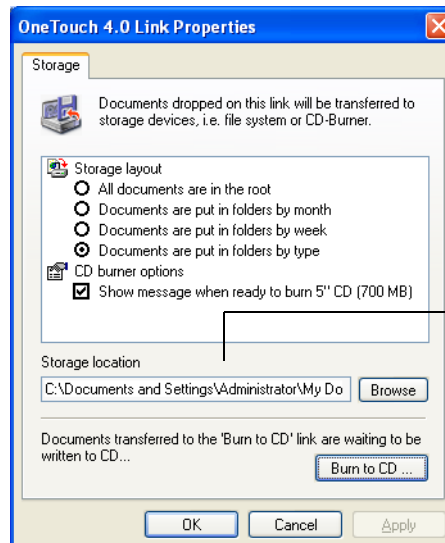 OneTouch 4.0 Link Properties
Storage
Documents dropped on this link will be transferred to
storage devices, i.e. file system or CD-Burner.
Storage layout
All documents are in the root
Documents are put in folders by month
Documents are put in folders by week
Documents are put in folders by type
CD burner options
Show message when ready to burn 5" CD (700 MB)
Storage location
C:\Documents and Settings\Administrator\My Do
Browse
Documents transferred to the 'Burn to CD' link are waiting to be
written to CD...
Burn to CD ...
OK
Cancel
Apply